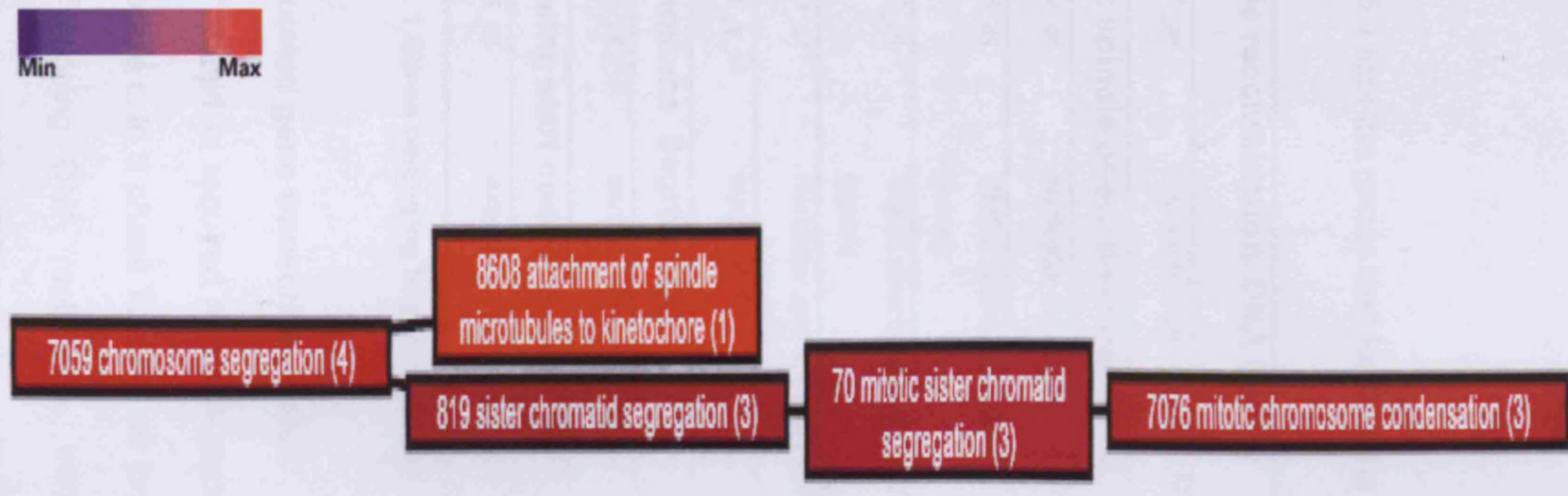 Min Max
8608 attachment of spindle
microtubules to kinetochore (1)
7059 chromosome segregation (4)
819 sister chromatid segregation (3)
70 mitotic sister chromatid
segregation (3)
7076 mitotic chromosome condensation (3)